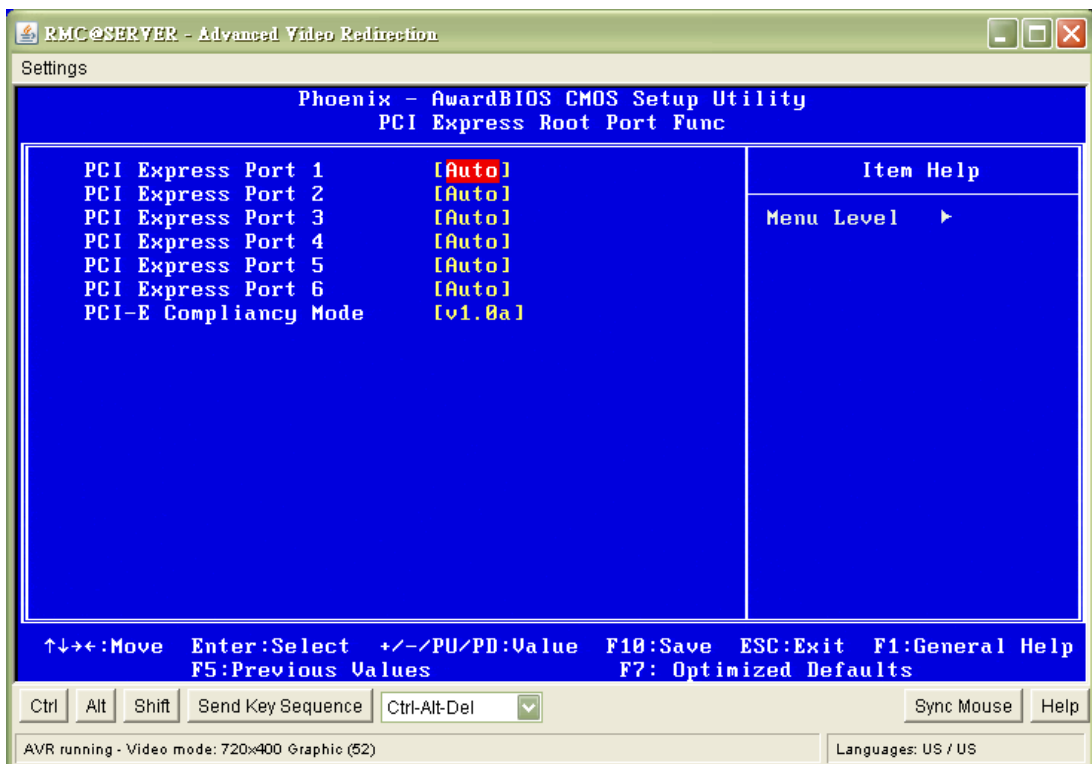 RMC@SERVER - Advanced Video Redirection
Settings
Phoenix - AwardBIOS CMOS Setup Utility
PCI Express Root Port Func
PCI Express Port 1 [Auto]
PCI Express Port 2 [Auto]
PCI Express Port 3 [Auto]
PCI Express Port 4 [Auto]
PCI Express Port 5 [Auto]
PCI Express Port 6 [Auto]
PCI-E Compliancy Mode [v1.0a]
Item Help
Menu Level ►
↑↓→←:Move Enter:Select +/-/PU/PD:Value F10:Save ESC:Exit F1:General Help
F5:Previous Values F7: Optimized Defaults
Ctrl Alt Shift Send Key Sequence Ctrl-Alt-Del Sync Mouse Help
AVR running - Video mode: 720x400 Graphic (52) Languages: US / US